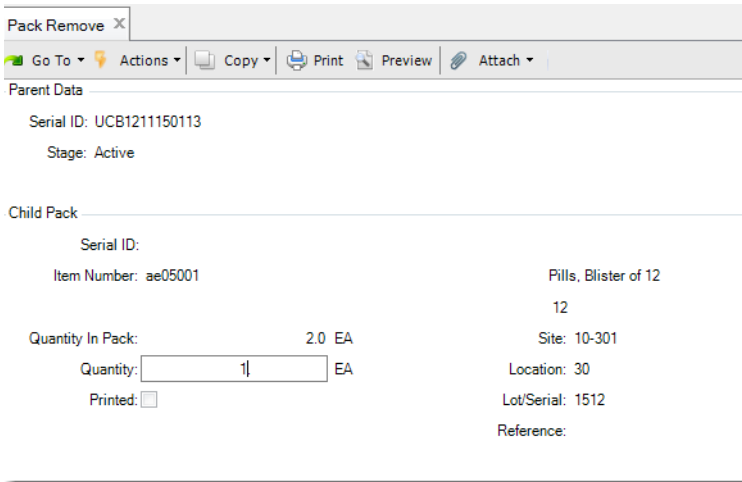 Pack Remove X
Go To Actions Copy Print Preview Attach
Parent Data
Serial ID: UCB1211150113
Stage: Active
Child Pack
Serial ID:
Item Number: ae05001 Pills, Blister of 12
12
Quantity In Pack: 2.0 EA Site: 10-301
Quantity: 1 EA Location: 30
Printed: Lot/Serial: 1512
Reference: